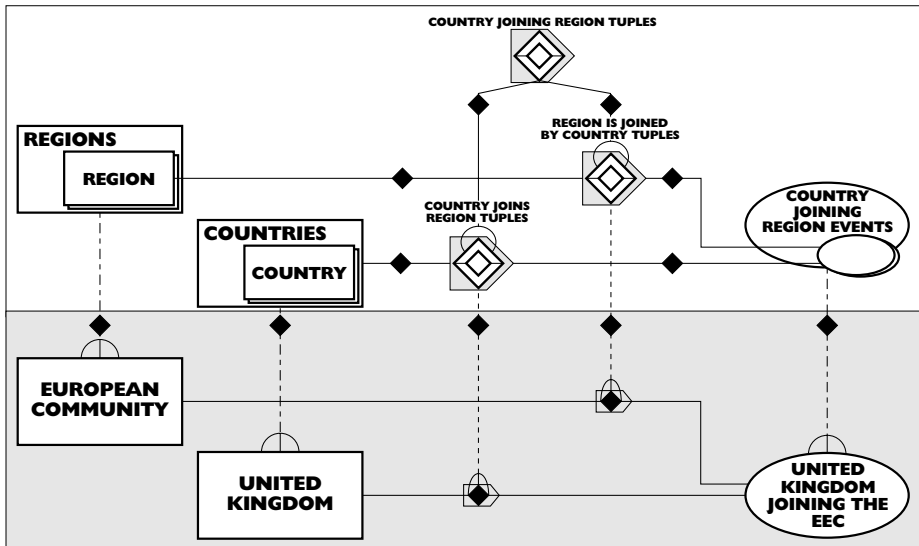 COUNTRY JOINING REGION TUPLES
REGION IS JOINED
BY COUNTRY TUPLES
REGIONS
REGION
COUNTRY JOINS
REGION TUPLES
COUNTRY
JOINING
REGION EVENTS
COUNTRIES
COUNTRY
EUROPEAN
COMMUNITY
UNITED
KINGDOM
UNITED
KINGDOM
JOINING THE
EEC